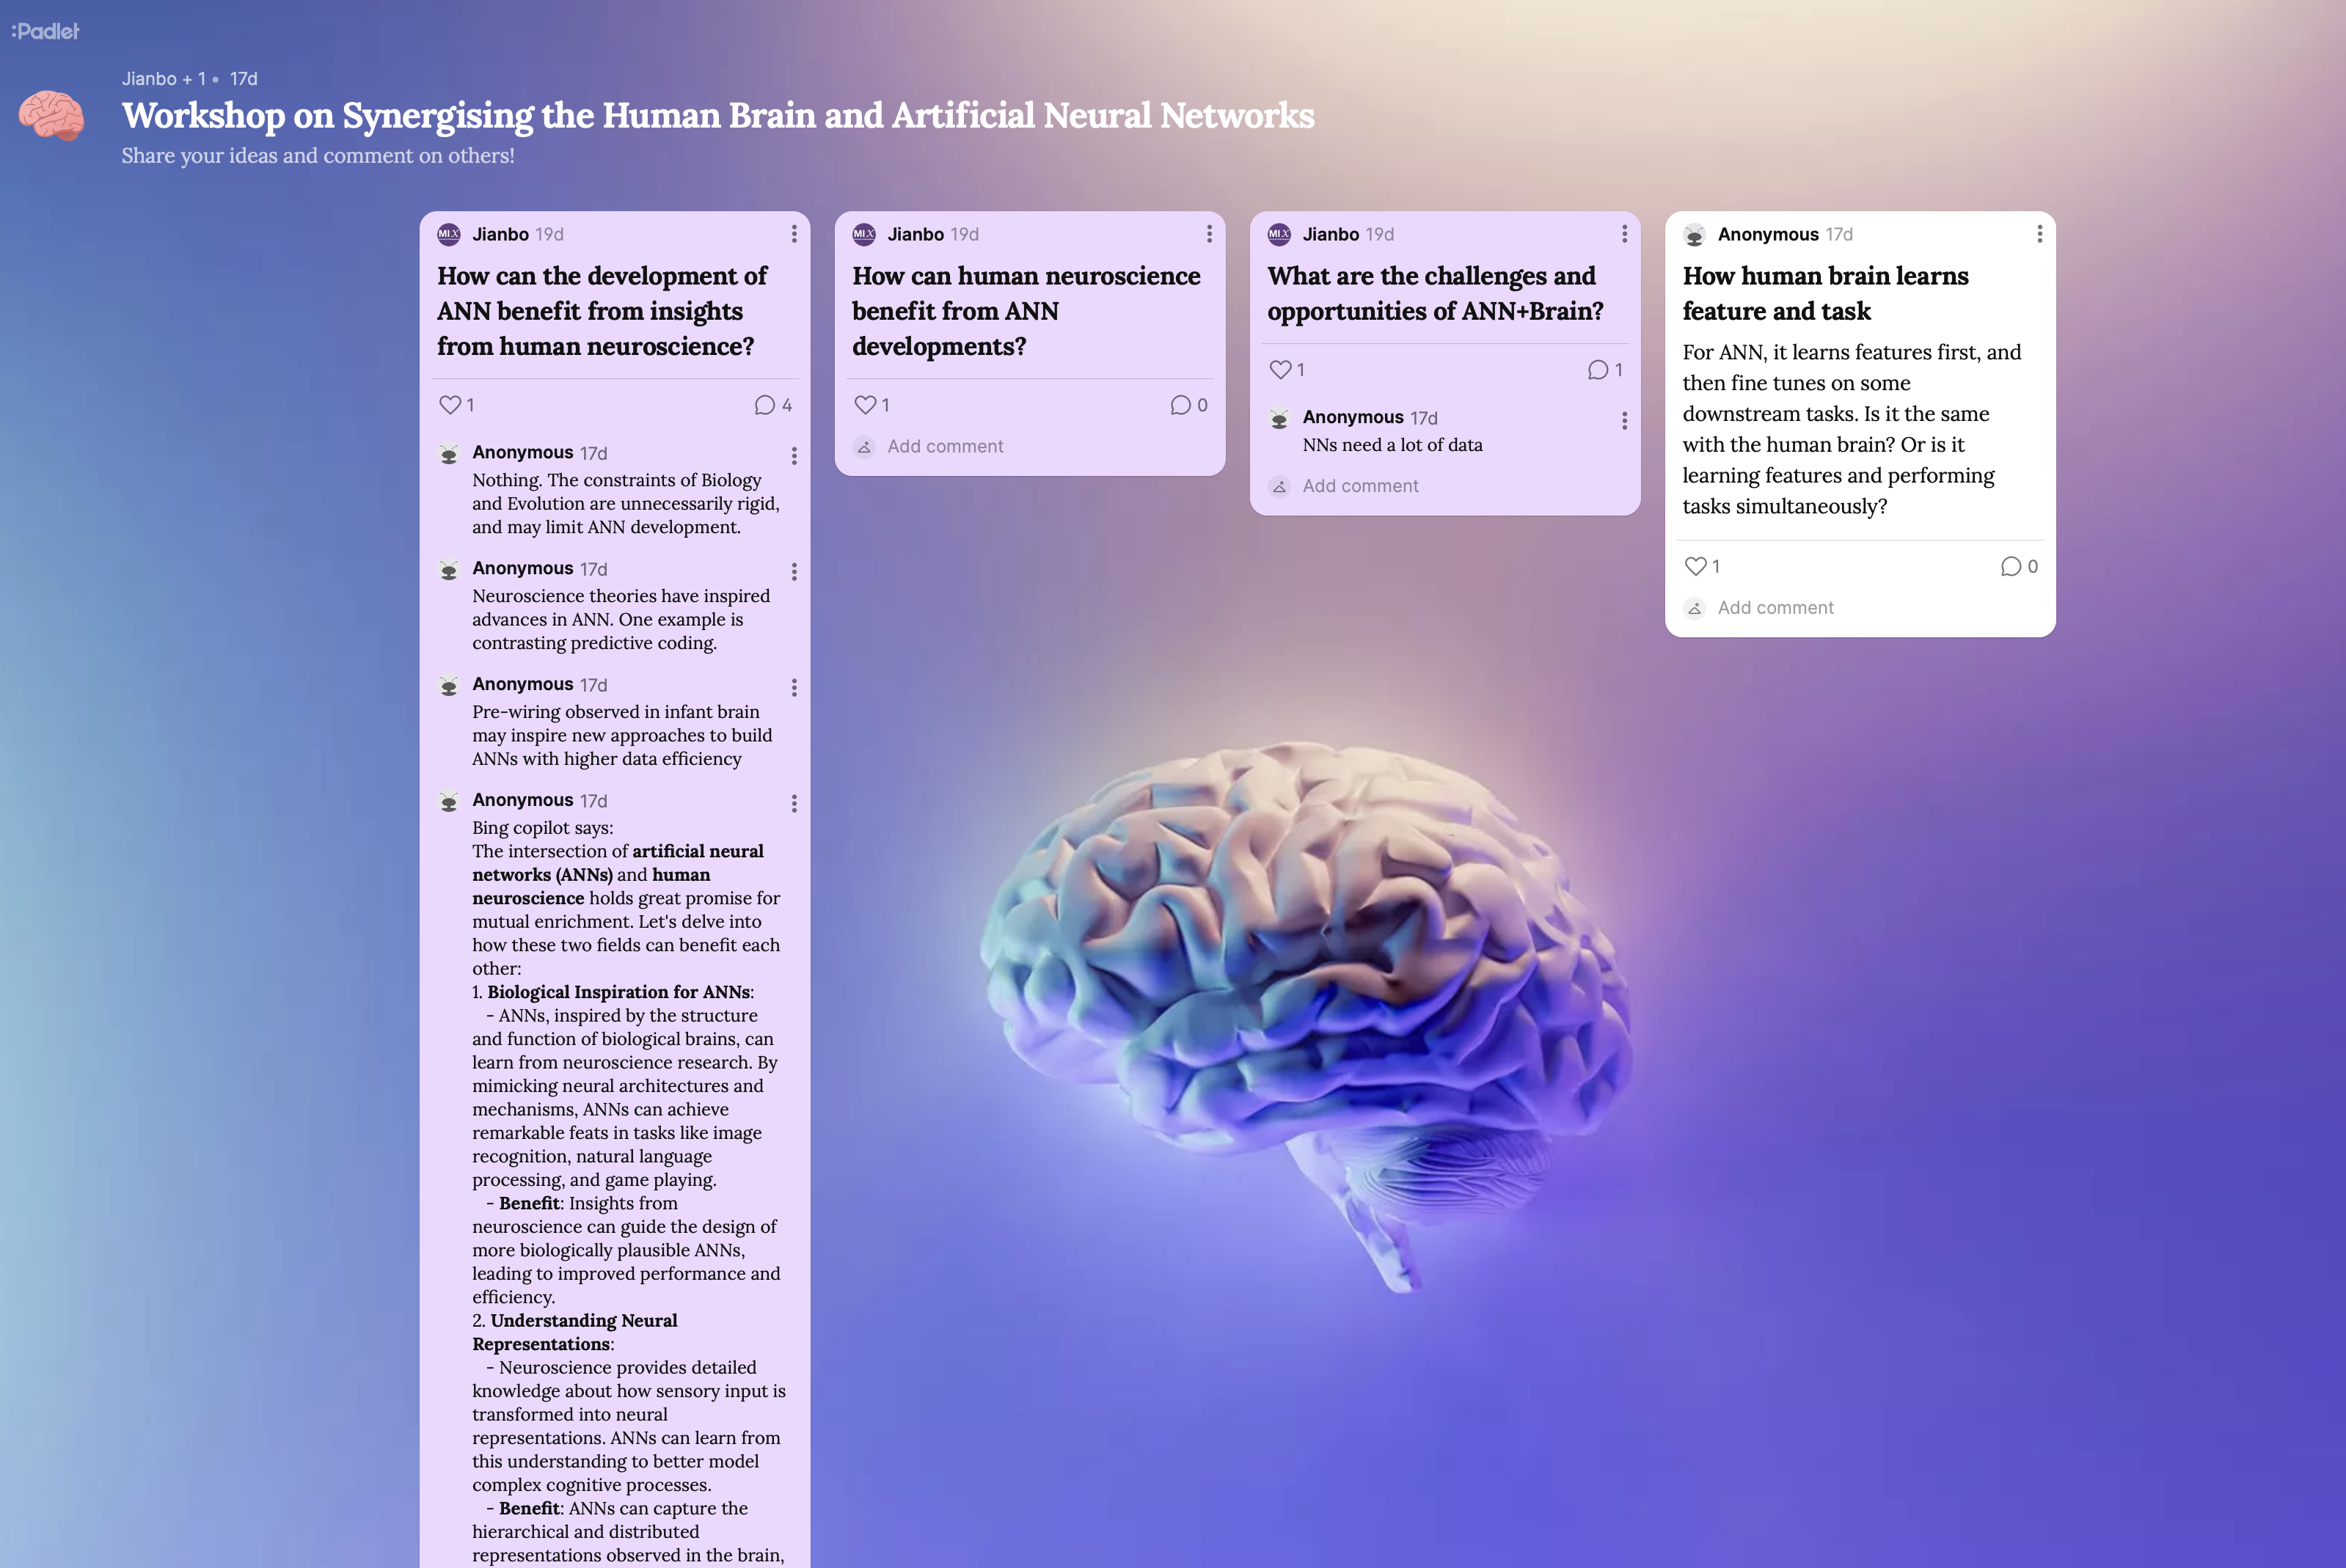 :Padlet
Jianbo + 1 • 17d
Workshop on Synergising the Human Brain and Artificial Neural Networks
Share your ideas and comment on others!
MIX Jianbo 19d
How can the development of
ANN benefit from insights
from human neuroscience?
1 4
Anonymous 17d
Nothing. The constraints of Biology
and Evolution are unnecessarily rigid,
and may limit ANN development.
Anonymous 17d
Neuroscience theories have inspired
advances in ANN. One example is
contrasting predictive coding.
Anonymous 17d
Pre-wiring observed in infant brain
may inspire new approaches to build
ANNs with higher data efficiency
Anonymous 17d
Bing copilot says:
The intersection of artificial neural
networks (ANNs) and human
neuroscience holds great promise for
mutual enrichment. Let's delve into
how these two fields can benefit each
other:
1. Biological Inspiration for ANNs:
- ANNs, inspired by the structure
and function of biological brains, can
learn from neuroscience research. By
mimicking neural architectures and
mechanisms, ANNs can achieve
remarkable feats in tasks like image
recognition, natural language
processing, and game playing.
- Benefit: Insights from
neuroscience can guide the design of
more biologically plausible ANNs,
leading to improved performance and
efficiency.
2. Understanding Neural
Representations:
- Neuroscience provides detailed
knowledge about how sensory input is
transformed into neural
representations. ANNs can learn from
this understanding to better model
complex cognitive processes.
- Benefit: ANNs can capture the
hierarchical and distributed
representations observed in the brain,
MIX Jianbo 19d
How can human neuroscience
benefit from ANN
developments?
1 0
Add comment
MIX Jianbo 19d
What are the challenges and
opportunities of ANN+Brain?
1 1
Anonymous 17d
NNs need a lot of data
Add comment
Anonymous 17d
How human brain learns
feature and task
For ANN, it learns features first, and
then fine tunes on some
downstream tasks. Is it the same
with the human brain? Or is it
learning features and performing
tasks simultaneously?
1 0
Add comment